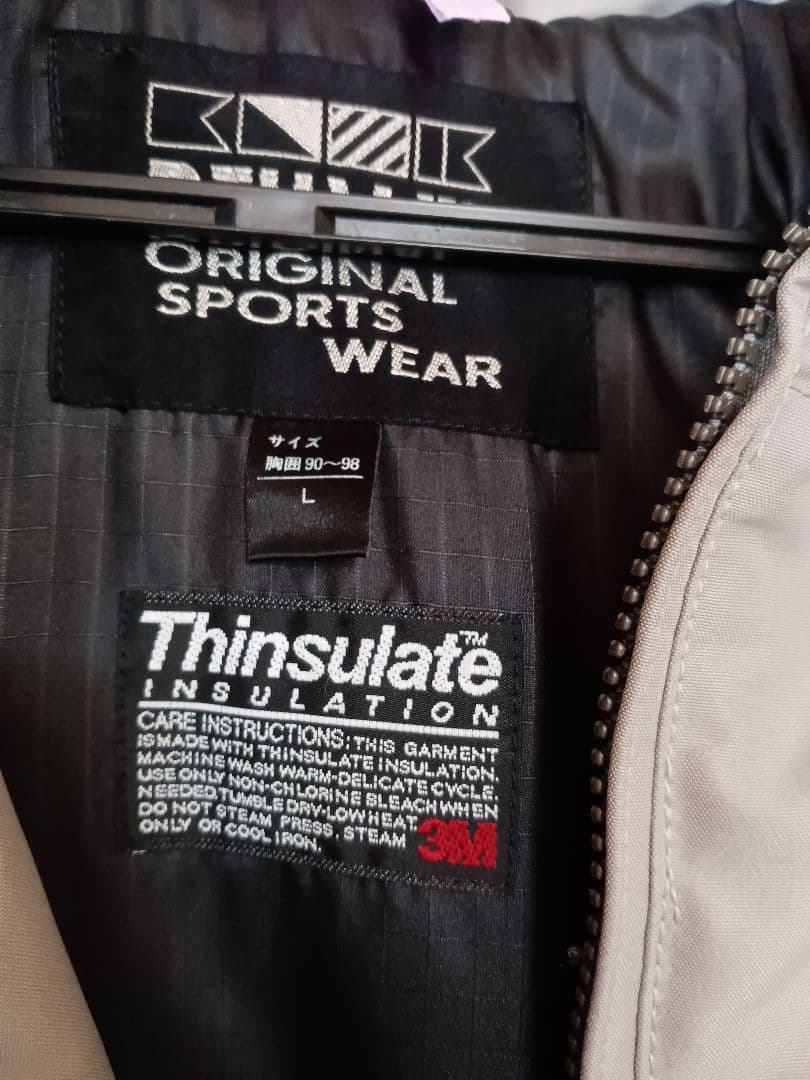 ORIGINAL
SPORTS
WEAR
サイズ
胸囲 90～98
L
Thinsulate™
INSULATION
CARE INSTRUCTIONS: THIS GARMENT
IS MADE WITH THINSULATE INSULATION.
MACHINE WASH WARM-DELICATE CYCLE.
USE ONLY NON-CHLORINE BLEACH WHEN
NEEDED TUMBLE DRY-LOW HEAT.
DO NOT STEAM PRESS, STEAM
ONLY OR COOL IRON.
3M